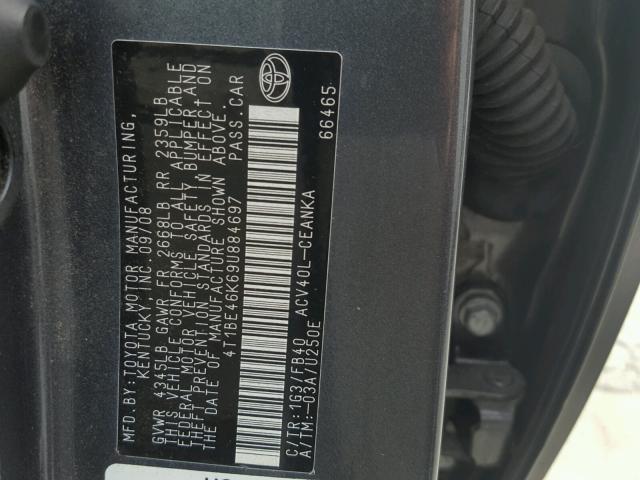 MFD. BY: TOYOTA MOTOR MANUFACTURING,
KENTUCKY, INC. 09/08
GVWR 4345LB GAWR FR 2668LB RR 2359LB
THIS VEHICLE CONFORMS TO ALL APPLICABLE
FEDERAL MOTOR VEHICLE SAFETY, BUMPER, AND
THEFT PREVENTION STANDARDS IN EFFECT ON
THE DATE OF MANUFACTURE SHOWN ABOVE.
4T1BE46K69U884697 PASS. CAR
C/TR: 1G3/FB40 ACV40L-CEANKA
A/TM: -03A/U250E
66465